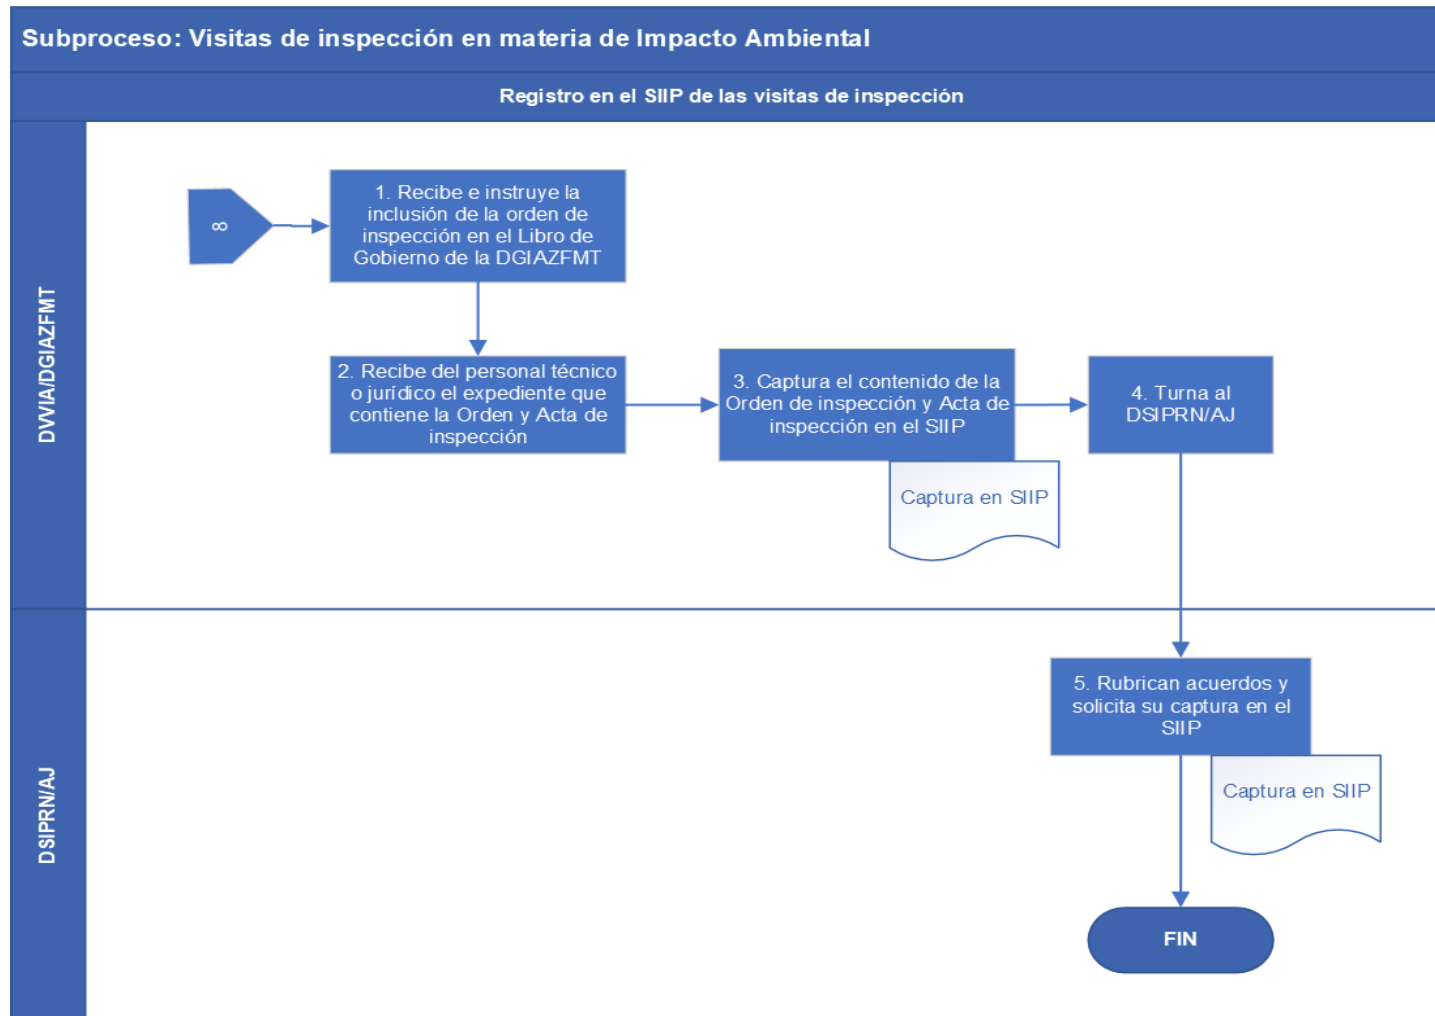 Subproceso: Visitas de inspección en materia de Impacto Ambiental
Registro en el SIIP de las visitas de inspección
DVVIA/DGIAZFMT
8
1. Recibe e instruye la
inclusión de la orden de
inspección en el Libro de
Gobierno de la DGIAZFMT
2. Recibe del personal técnico
o jurídico el expediente que
contiene la Orden y Acta de
inspección
3. Captura el contenido de la
Orden de inspección y Acta de
inspección en el SIIP
Captura en SIIP
4. Turna al
DSIPRN/AJ
DSIPRN/AJ
5. Rubrican acuerdos y
solicita su captura en el
SIIP
Captura en SIIP
FIN